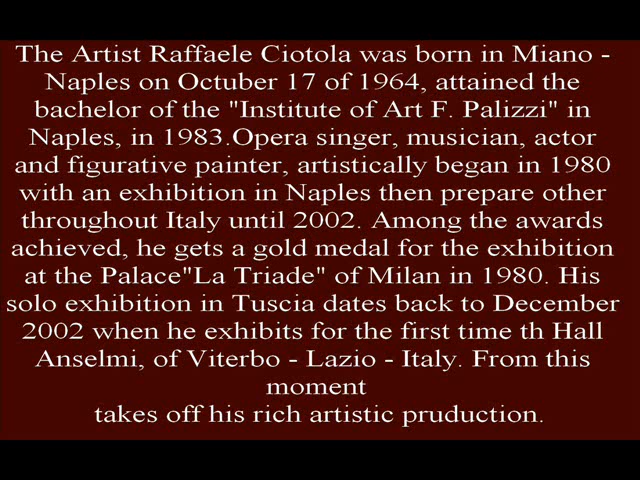 The Artist Raffaele Ciotola was born in Miano -
Naples on Octuber 17 of 1964, attained the
bachelor of the "Institute of Art F. Palizzi" in
Naples, in 1983.Opera singer, musician, actor
and figurative painter, artistically began in 1980
with an exhibition in Naples then prepare other
throughout Italy until 2002. Among the awards
achieved, he gets a gold medal for the exhibition
at the Palace"La Triade" of Milan in 1980. His
solo exhibition in Tuscia dates back to December
2002 when he exhibits for the first time th Hall
Anselmi, of Viterbo - Lazio - Italy. From this
moment
takes off his rich artistic pruduction.